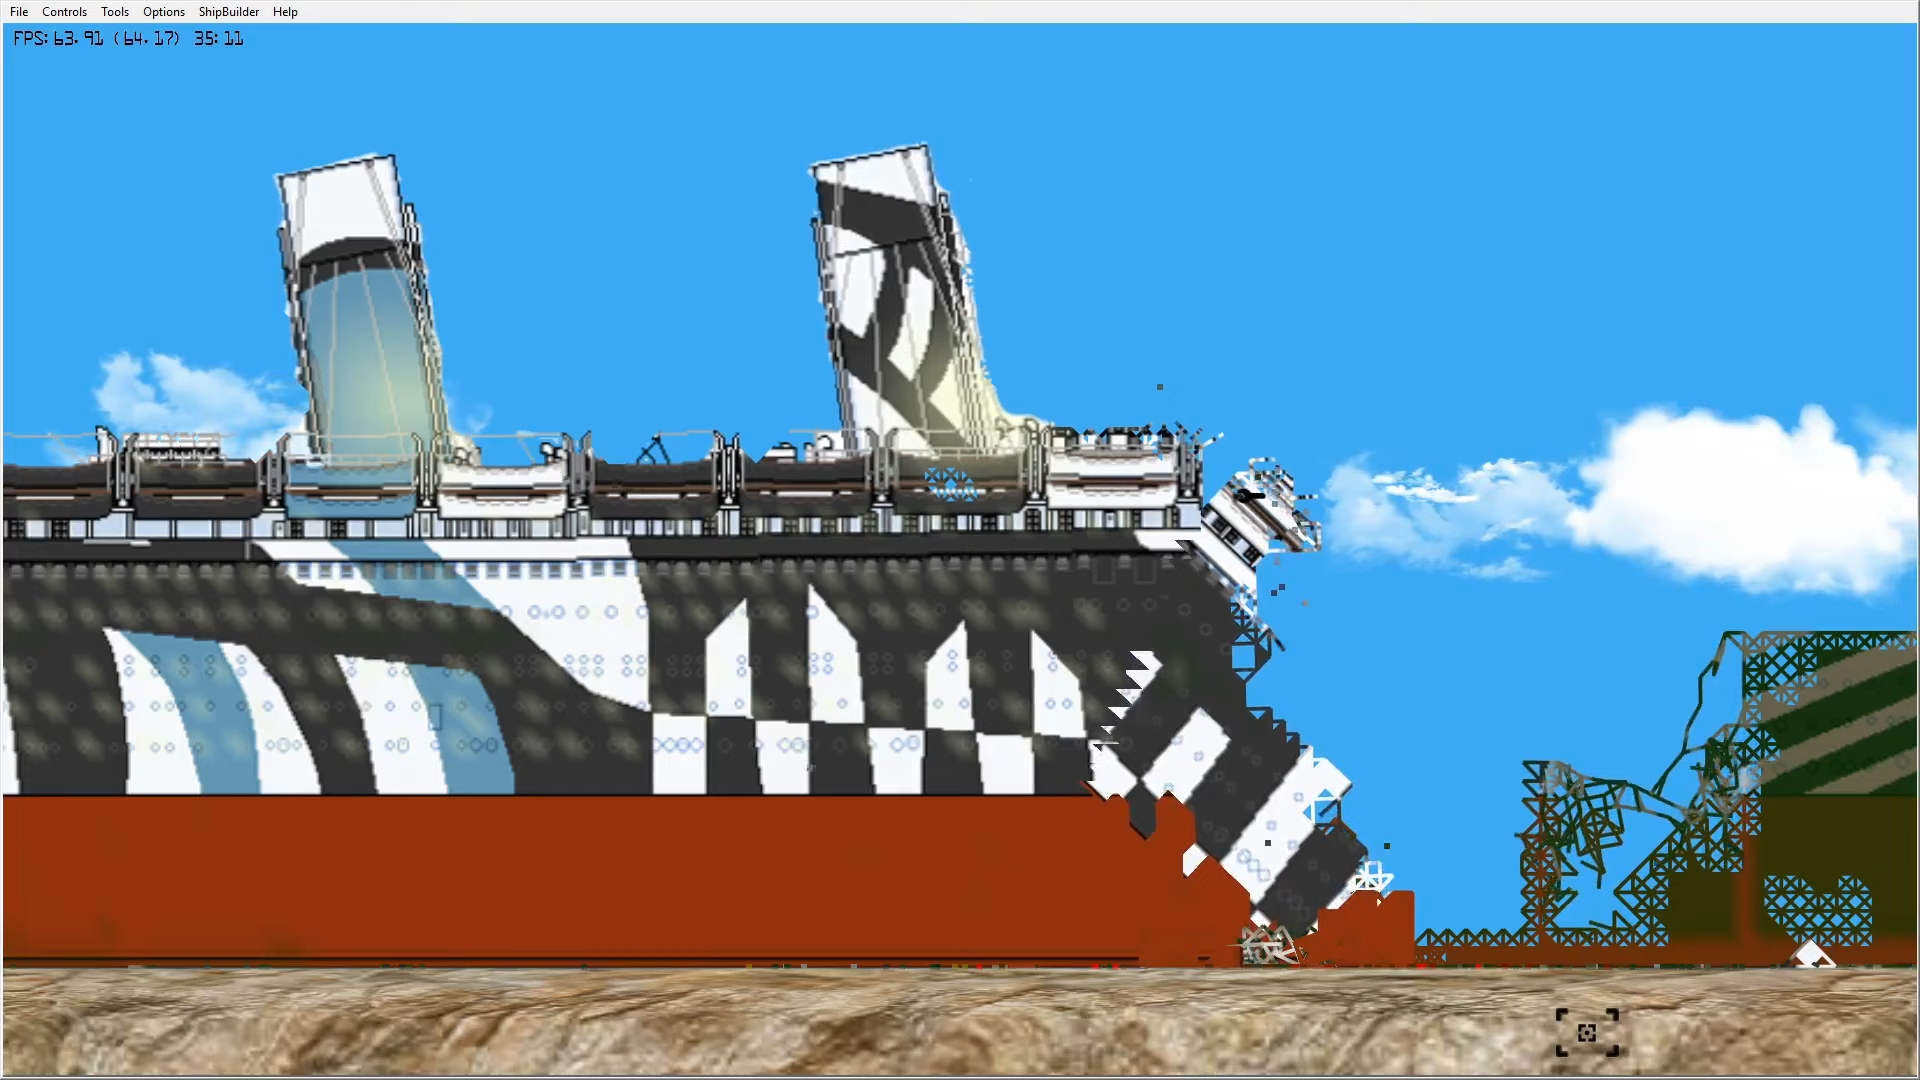 File Controls Tools Options ShipBuilder Help
FPS: 63.91 (64.17) 35:11